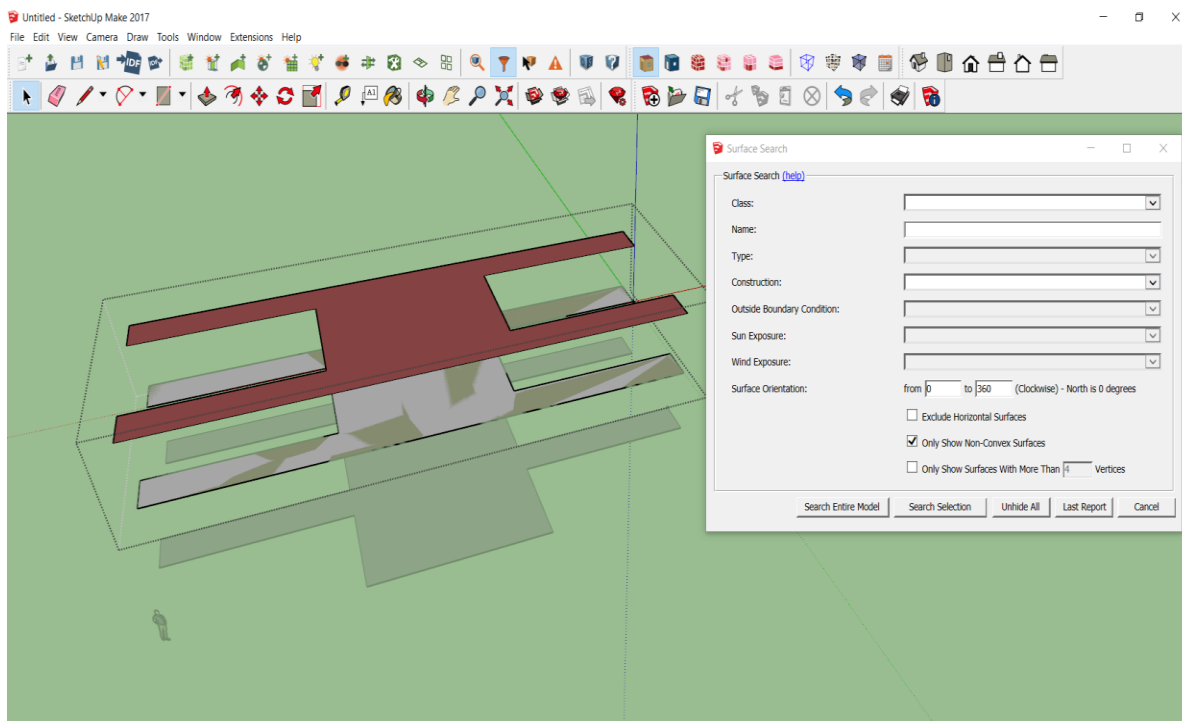 Untitled - SketchUp Make 2017
File Edit View Camera Draw Tools Window Extensions Help
IDF
A1
Surface Search
Surface Search (help)
Class:
Name:
Type:
Construction:
Outside Boundary Condition:
Sun Exposure:
Wind Exposure:
Surface Orientation: from 0 to 360 (Clockwise) - North is 0 degrees
Exclude Horizontal Surfaces
Only Show Non-Convex Surfaces
Only Show Surfaces With More Than 4 Vertices
Search Entire Model Search Selection Unhide All Last Report Cancel